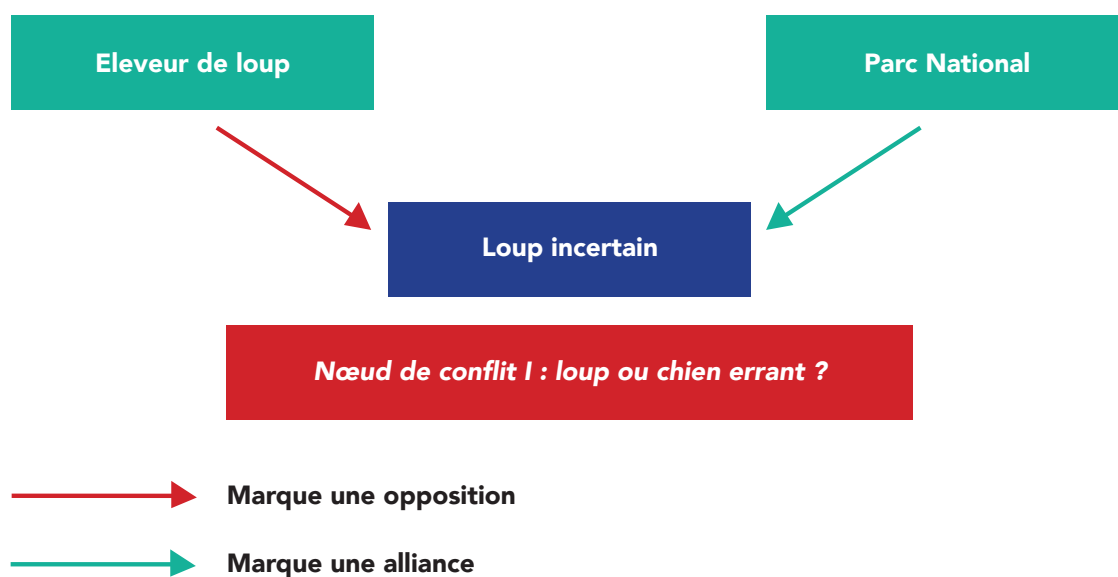 Eleveur de loup
Parc National
Loup incertain
Nœud de conflit I : loup ou chien errant ?
Marque une opposition
Marque une alliance